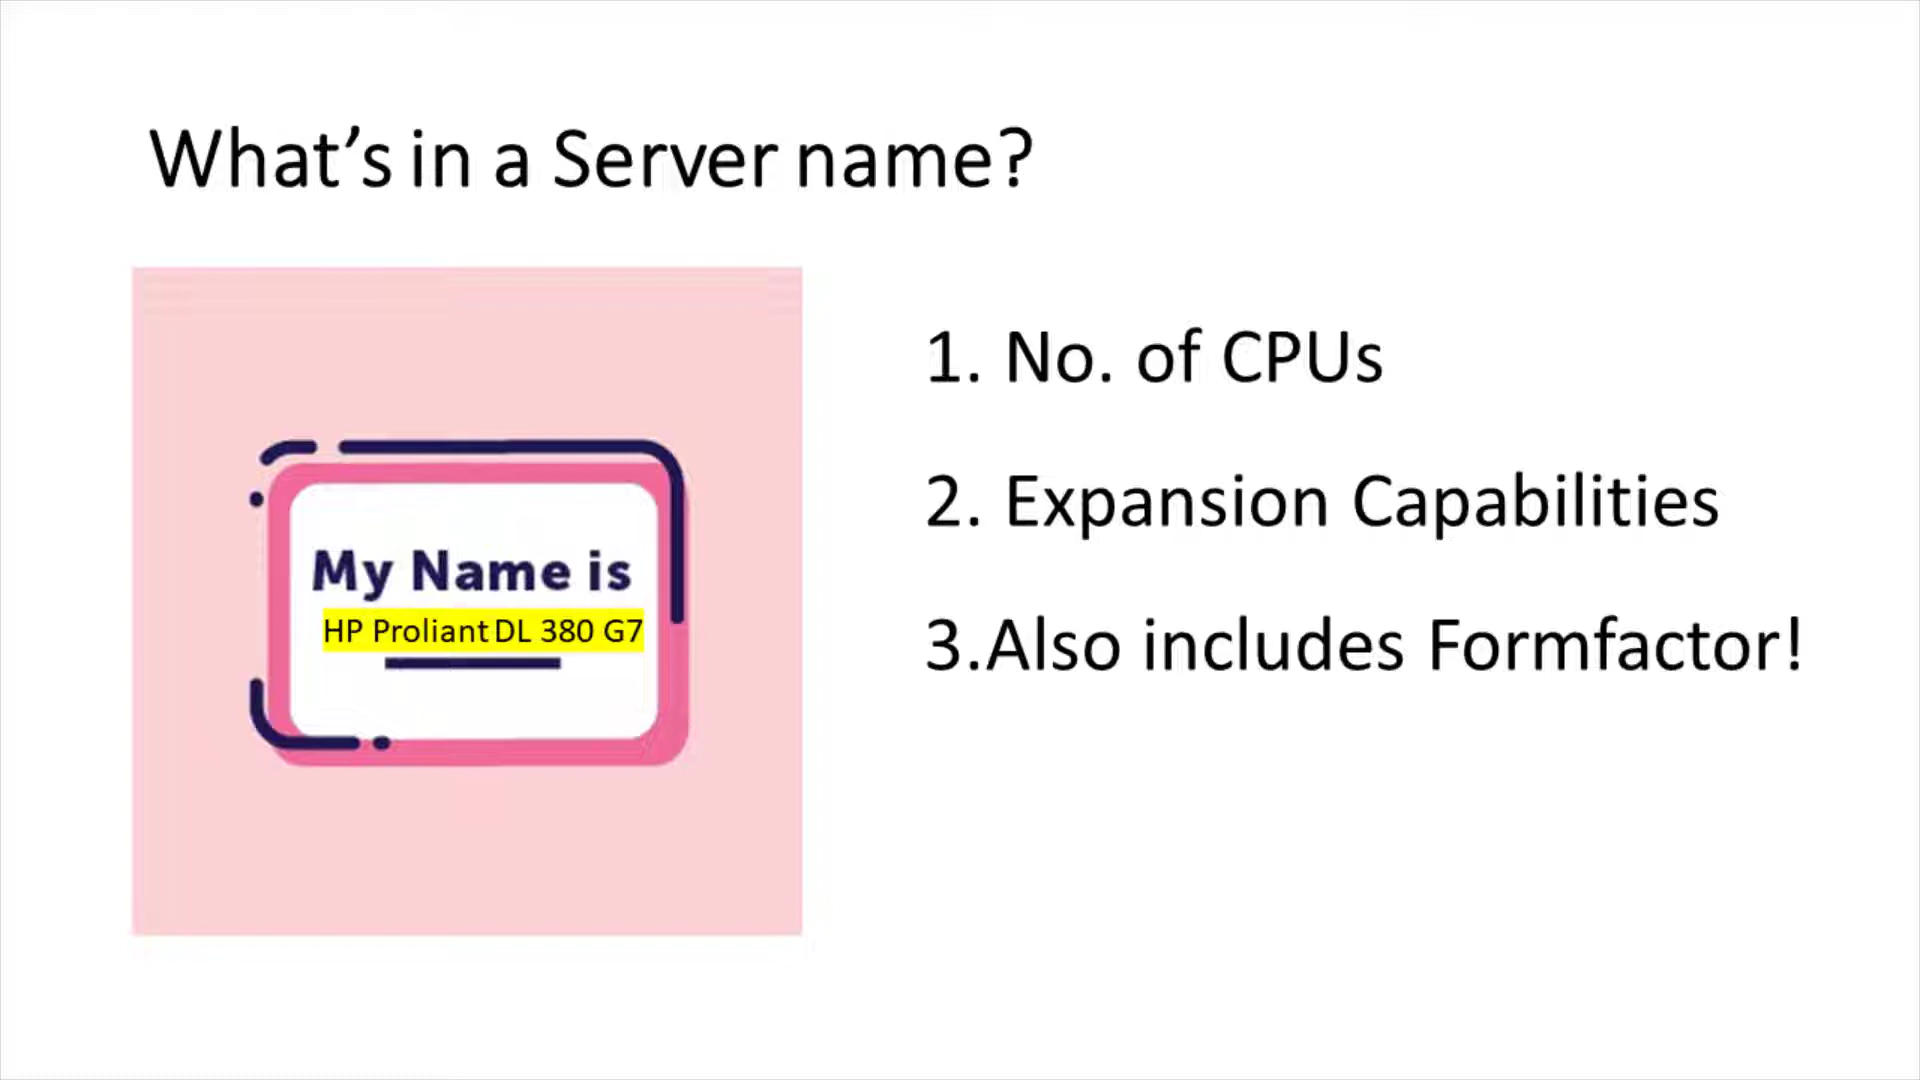 What's in a Server name?
My Name is
HP Proliant DL 380 G7
1. No. of CPUs
2. Expansion Capabilities
3.Also includes Formfactor!